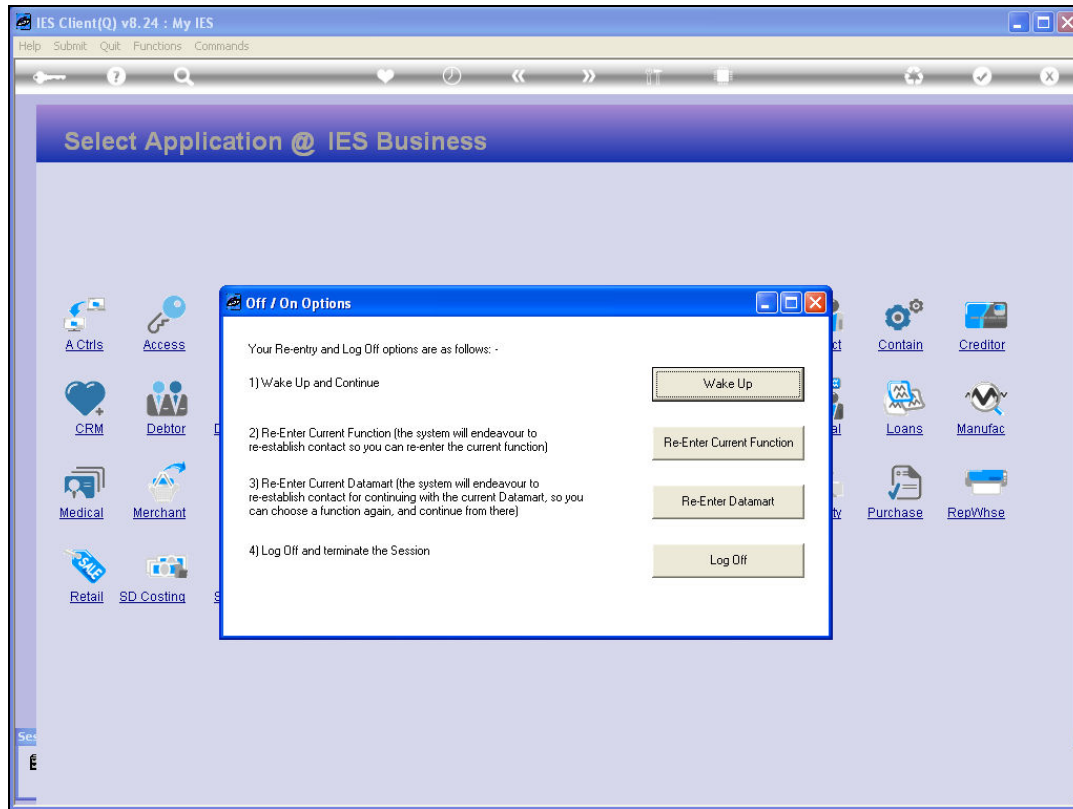 IES Client(Q) v8.24 : My IES
Help Submit Quit Functions Commands
Select Application @ IES Business
Off / On Options
Your Re-entry and Log Off options are as follows: -
1) Wake Up and Continue
Wake Up
2) Re-Enter Current Function (the system will endeavour to
re-establish contact so you can re-enter the current function)
Re-Enter Current Function
3) Re-Enter Current Datamart (the system will endeavour to
re-establish contact for continuing with the current Datamart, so you
can choose a function again, and continue from there)
Re-Enter Datamart
4) Log Off and terminate the Session
Log Off
A Ctrls Access Contain Creditor
CRM Debtor Loans Manufac
Medical Merchant Purchase RepWhse
SALE
Retail SD Costing